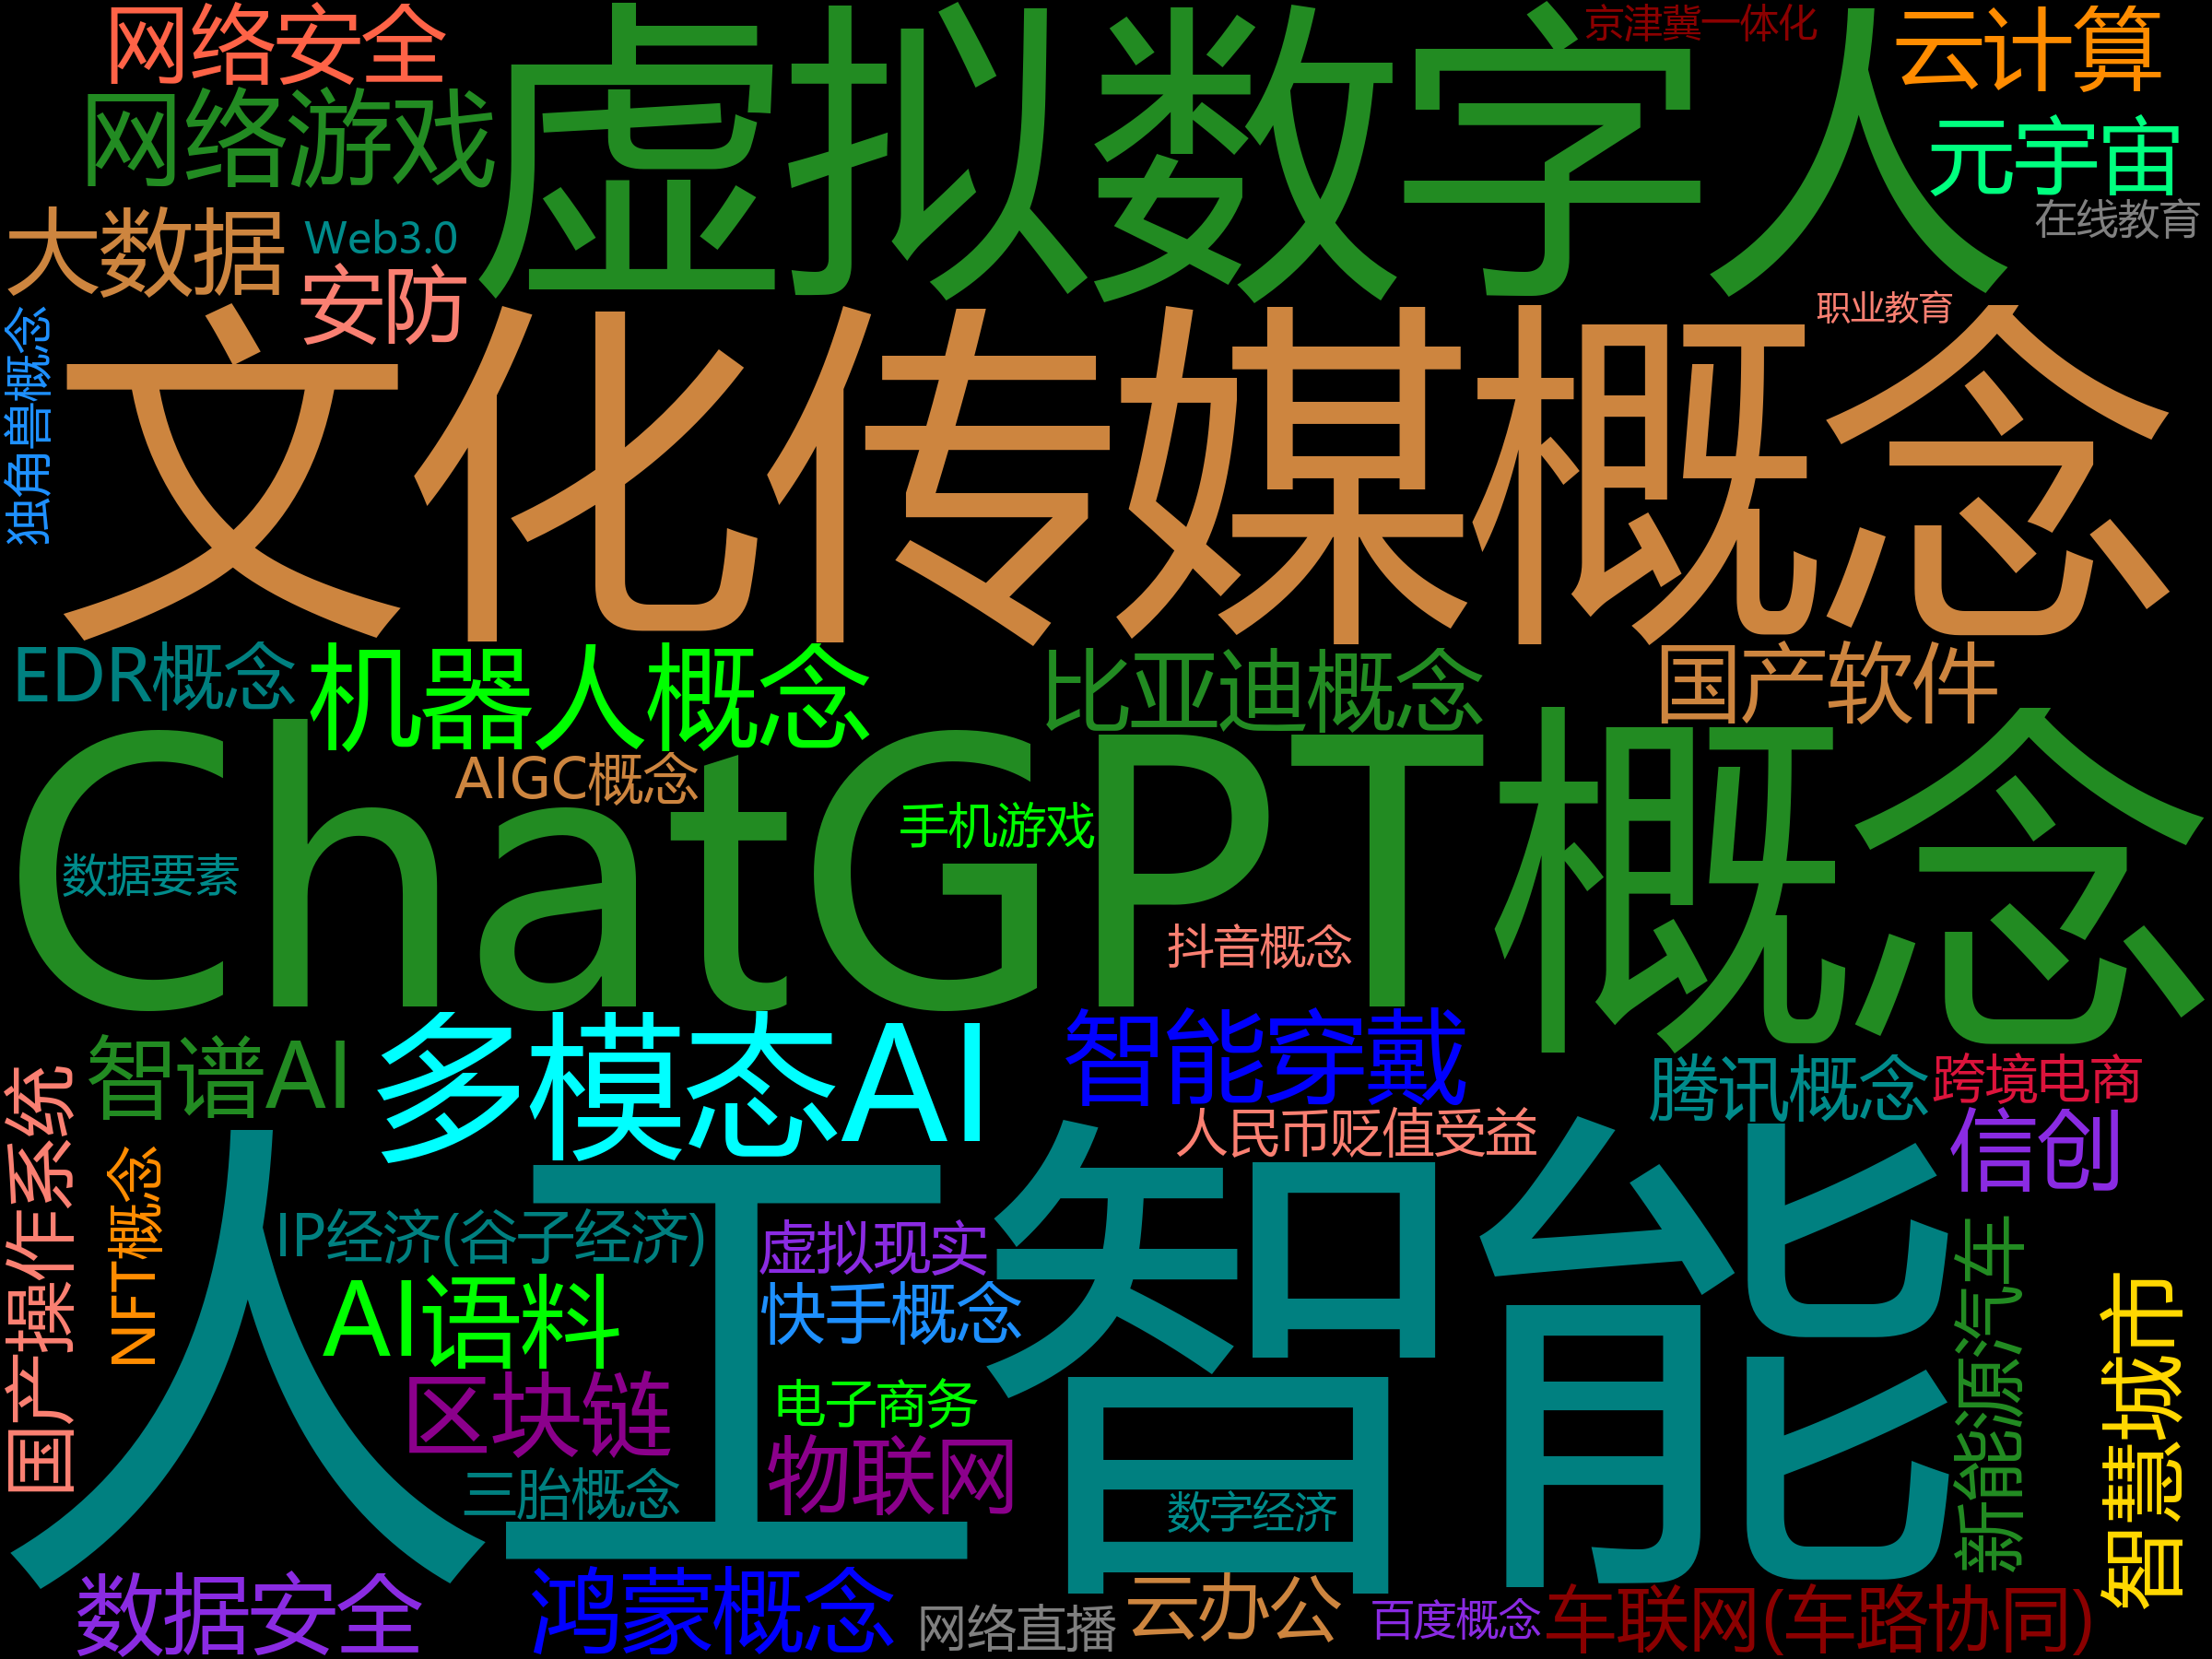 网络安全
虚拟数字人
京津翼一体化
云计算
网络游戏
元宇宙
在线教育
大数据
Web3.0
安防
职业教育
独角兽概念
文化传媒概念
EDR概念
机器人概念
比亚迪概念
国产软件
ChatGPT概念
AIGC概念
手机游戏
数据要素
抖音概念
智谱AI
多模态AI
智能穿戴
腾讯概念
跨境电商
人民币贬值受益
信创
国产操作系统
NFT概念
人工智能
IP经济(谷子经济)
虚拟现实
快手概念
AI语料
新能源汽车
智慧城市
区块链
电子商务
物联网
三胎概念
数字经济
数据安全
鸿蒙概念
网络直播
云办公
百度概念
车联网(车路协同)